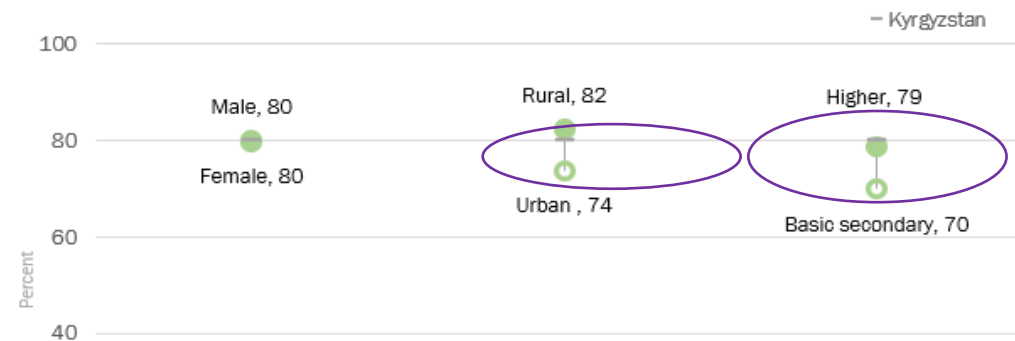 – Kyrgyzstan
100
Male, 80
Rural, 82
Higher, 79
80
Female, 80
Urban , 74
Basic secondary, 70
60
Percent
40